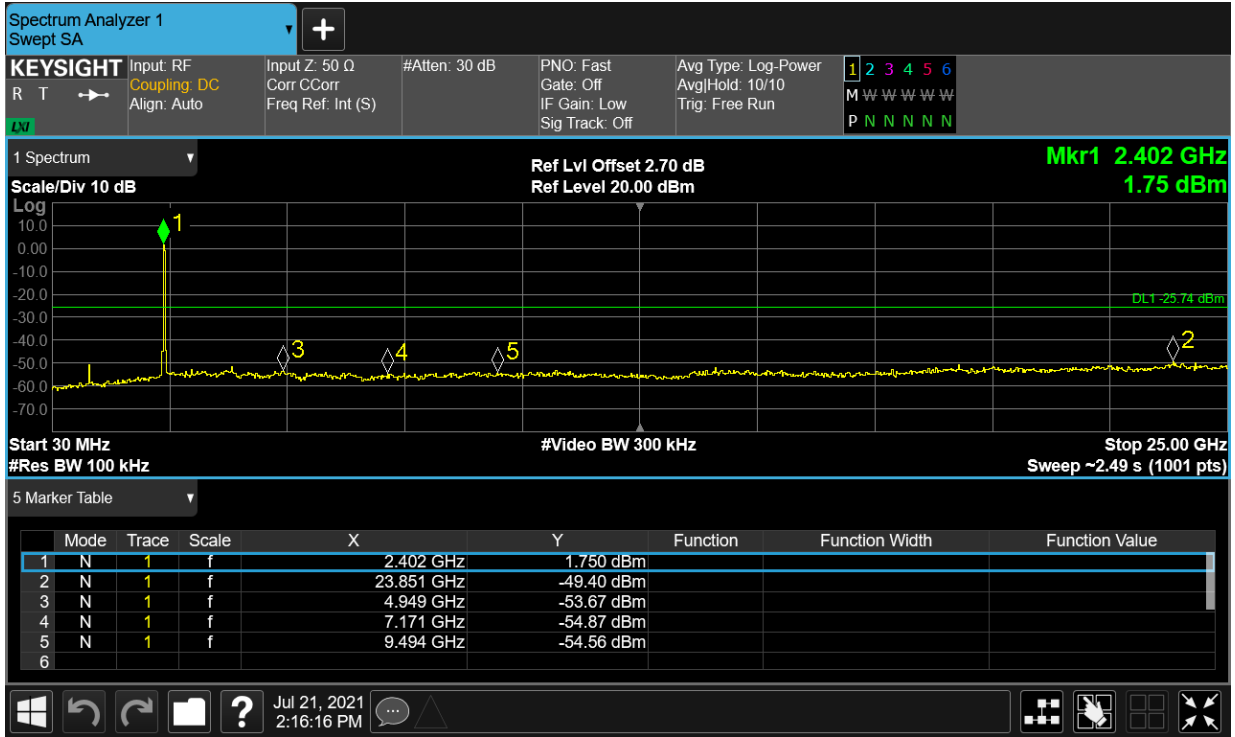 Spectrum Analyzer 1
Swept SA
KEYSIGHT
R T
LXI
Input: RF
Coupling: DC
Align: Auto
Input Z: 50 Ω
Corr CCorr
Freq Ref: Int (S)
#Atten: 30 dB
PNO: Fast
Gate: Off
IF Gain: Low
Sig Track: Off
Avg Type: Log-Power
Avg|Hold: 10/10
Trig: Free Run
1 2 3 4 5 6
M W W W W W
P N N N N N
1 Spectrum
Scale/Div 10 dB
Ref Lvl Offset 2.70 dB
Ref Level 20.00 dBm
Mkr1 2.402 GHz
1.75 dBm
Log
10.0
0.00
-10.0
-20.0
-30.0
-40.0
-50.0
-60.0
-70.0
1
DL1 -25.74 dBm
3
4
5
2
Start 30 MHz
#Res BW 100 kHz
#Video BW 300 kHz
Stop 25.00 GHz
Sweep ~2.49 s (1001 pts)
5 Marker Table
Mode Trace Scale X Y Function Function Width Function Value
1 N 1 f 2.402 GHz 1.750 dBm
2 N 1 f 23.851 GHz -49.40 dBm
3 N 1 f 4.949 GHz -53.67 dBm
4 N 1 f 7.171 GHz -54.87 dBm
5 N 1 f 9.494 GHz -54.56 dBm
6
?
Jul 21, 2021
2:16:16 PM